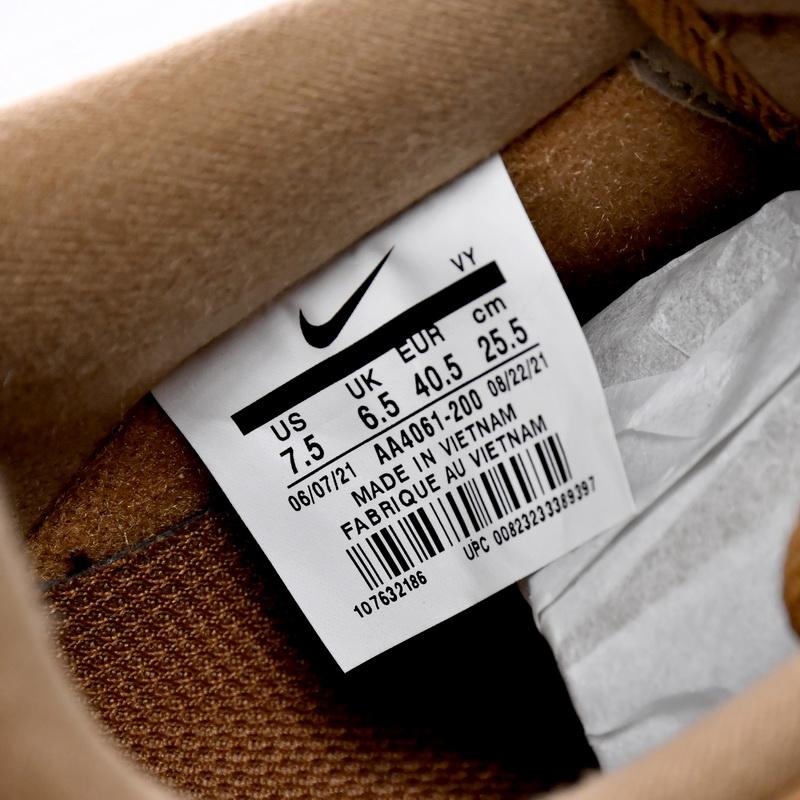 VY
US UK EUR cm
7.5 6.5 40.5 25.5
06/07/21 AA4061-200 08/22/21
MADE IN VIETNAM
FABRIQUE AU VIETNAM
107632186 UPC 00823233389397